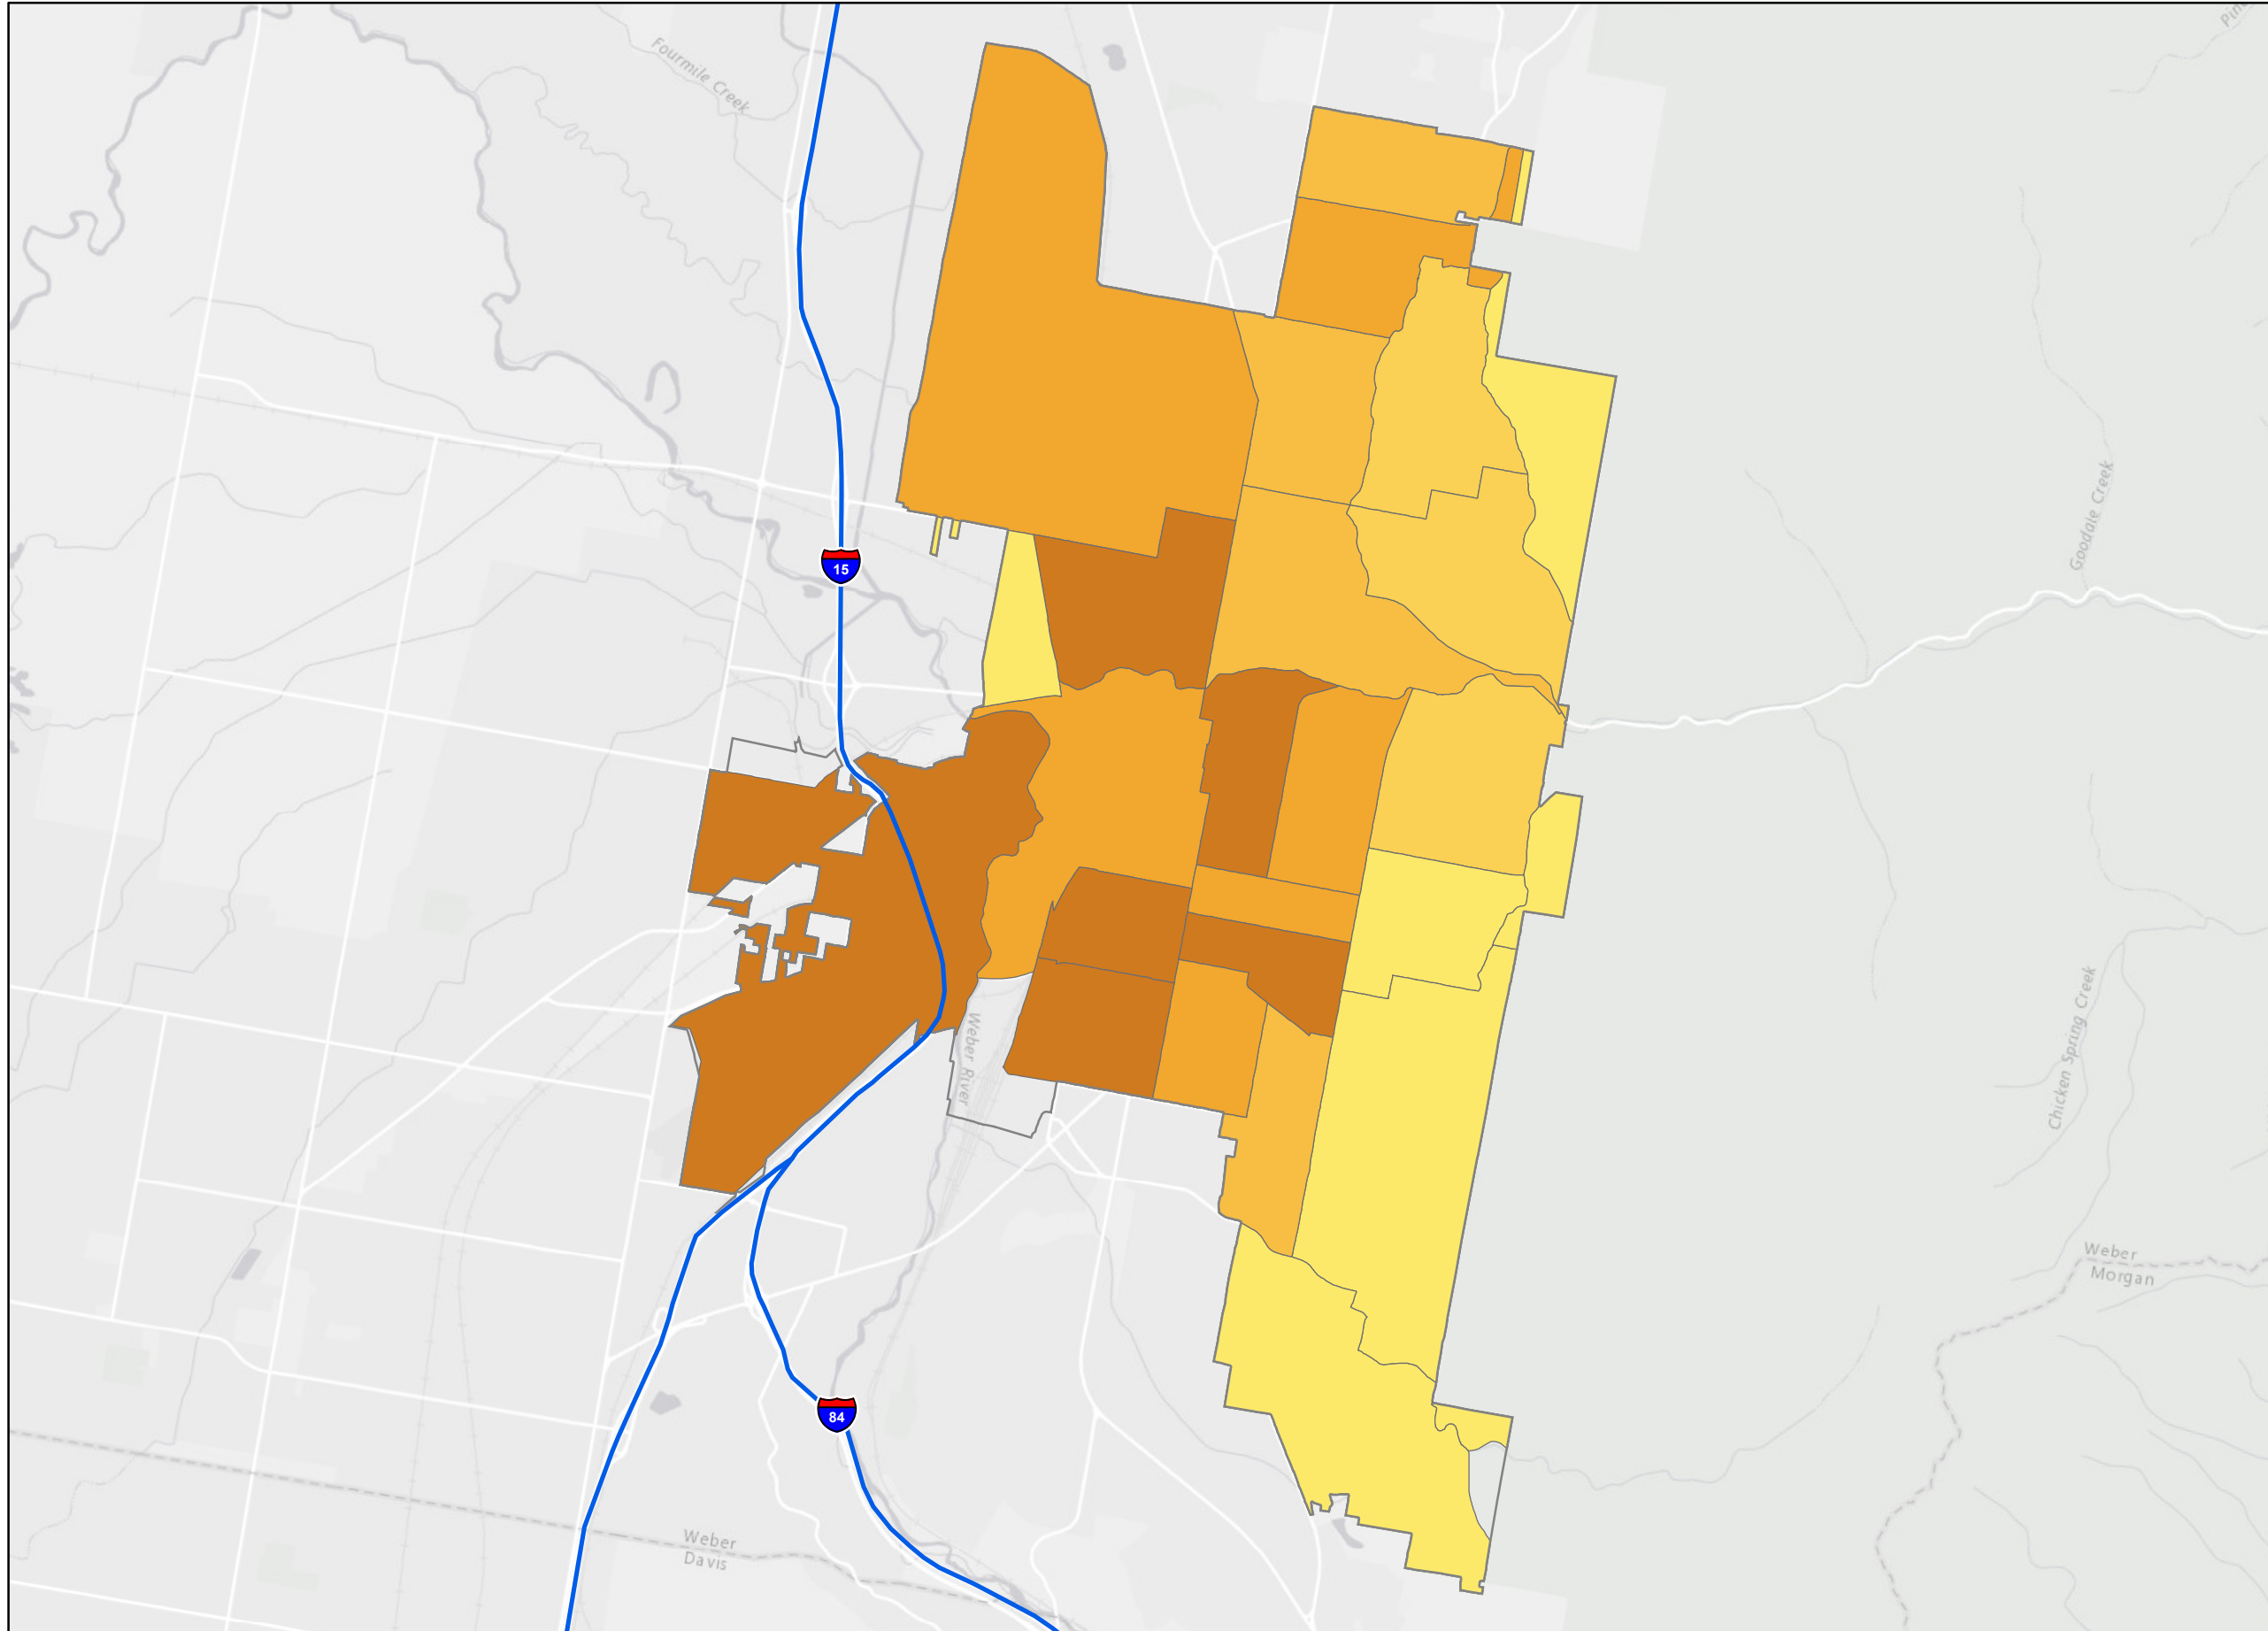 Fourmile Creek
Goodale Creek
15
Weber River
Chicken Spring Creek
Weber
Morgan
84
Weber
Davis